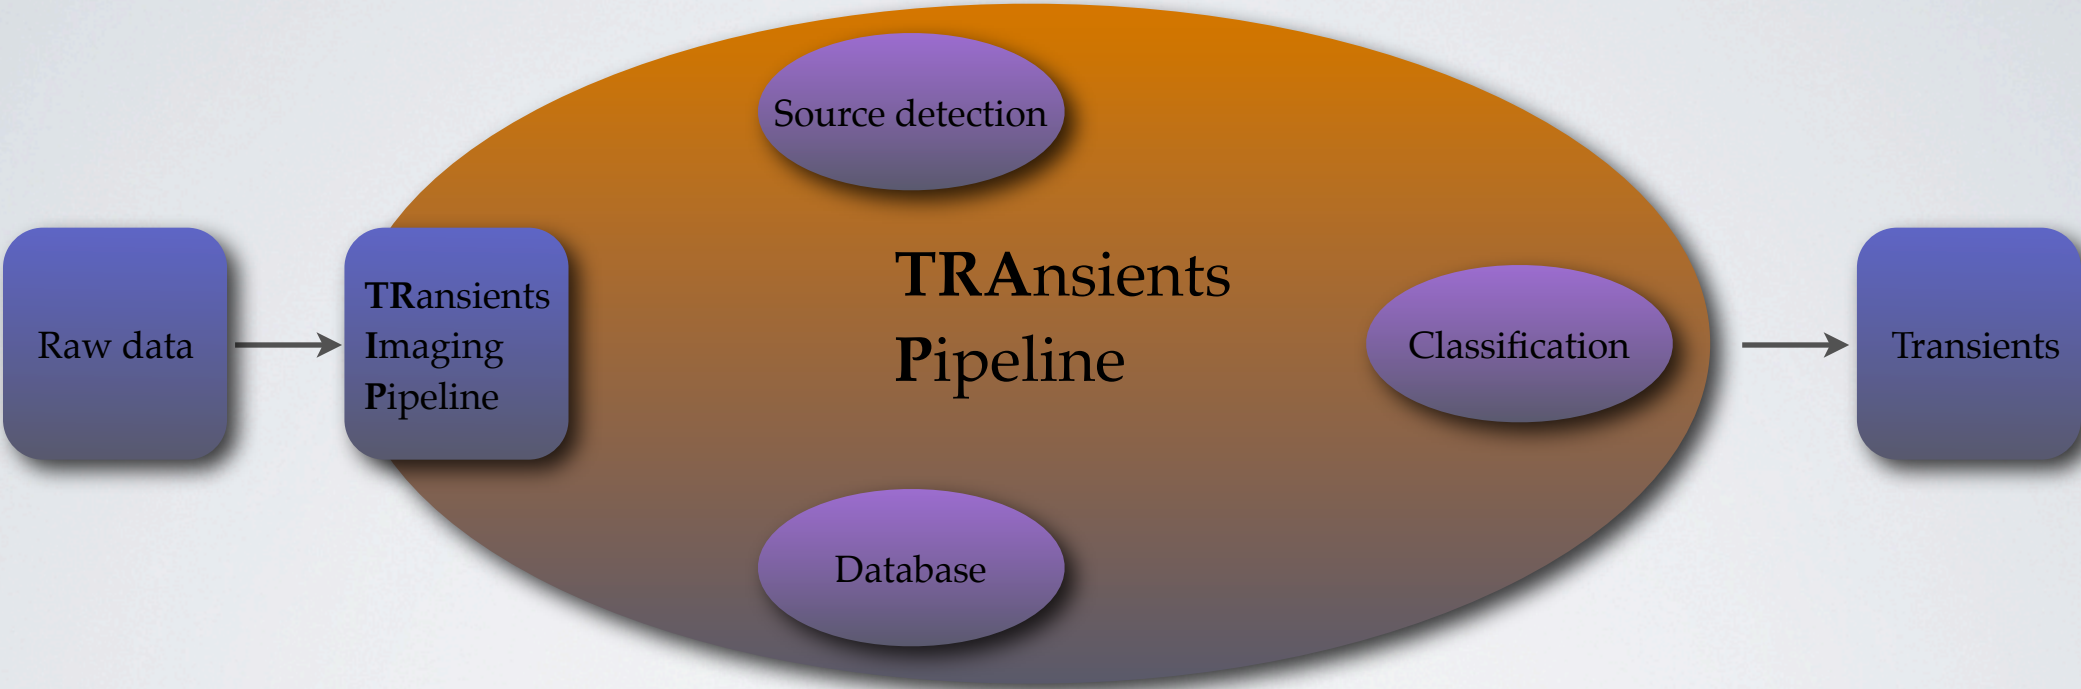 Source detection
Raw data
TRansients
Imaging
Pipeline
TRAnsients
Pipeline
Classification
Transients
Database